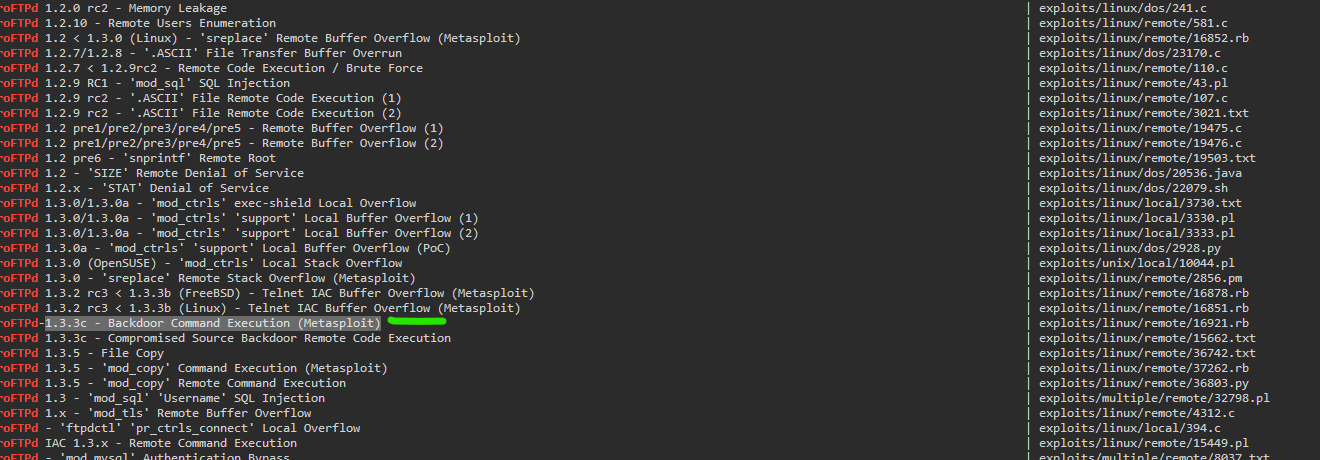 roFTPd 1.2.0 rc2 - Memory Leakage | exploits/linux/dos/241.c
roFTPd 1.2.10 - Remote Users Enumeration | exploits/linux/remote/581.c
roFTPd 1.2 < 1.3.0 (Linux) - 'sreplace' Remote Buffer Overflow (Metasploit) | exploits/linux/remote/16852.rb
roFTPd 1.2.7/1.2.8 - '.ASCII' File Transfer Buffer Overrun | exploits/linux/dos/23170.c
roFTPd 1.2.7 < 1.2.9rc2 - Remote Code Execution / Brute Force | exploits/linux/remote/110.c
roFTPd 1.2.9 RC1 - 'mod_sql' SQL Injection | exploits/linux/remote/43.pl
roFTPd 1.2.9 rc2 - '.ASCII' File Remote Code Execution (1) | exploits/linux/remote/107.c
roFTPd 1.2.9 rc2 - '.ASCII' File Remote Code Execution (2) | exploits/linux/remote/3021.txt
roFTPd 1.2 pre1/pre2/pre3/pre4/pre5 - Remote Buffer Overflow (1) | exploits/linux/remote/19475.c
roFTPd 1.2 pre1/pre2/pre3/pre4/pre5 - Remote Buffer Overflow (2) | exploits/linux/remote/19476.c
roFTPd 1.2 pre6 - 'snprintf' Remote Root | exploits/linux/remote/19503.txt
roFTPd 1.2 - 'SIZE' Remote Denial of Service | exploits/linux/dos/20536.java
roFTPd 1.2.x - 'STAT' Denial of Service | exploits/linux/dos/22079.sh
roFTPd 1.3.0/1.3.0a - 'mod_ctrls' exec-shield Local Overflow | exploits/linux/local/3730.txt
roFTPd 1.3.0/1.3.0a - 'mod_ctrls' 'support' Local Buffer Overflow (1) | exploits/linux/local/3330.pl
roFTPd 1.3.0/1.3.0a - 'mod_ctrls' 'support' Local Buffer Overflow (2) | exploits/linux/local/3333.pl
roFTPd 1.3.0a - 'mod_ctrls' 'support' Local Buffer Overflow (PoC) | exploits/linux/dos/2928.py
roFTPd 1.3.0 (OpenSUSE) - 'mod_ctrls' Local Stack Overflow | exploits/unix/local/10044.pl
roFTPd 1.3.0 - 'sreplace' Remote Stack Overflow (Metasploit) | exploits/linux/remote/2856.pm
roFTPd 1.3.2 rc3 < 1.3.3b (FreeBSD) - Telnet IAC Buffer Overflow (Metasploit) | exploits/linux/remote/16878.rb
roFTPd 1.3.2 rc3 < 1.3.3b (Linux) - Telnet IAC Buffer Overflow (Metasploit) | exploits/linux/remote/16851.rb
roFTPd-1.3.3c - Backdoor Command Execution (Metasploit) | exploits/linux/remote/16921.rb
roFTPd 1.3.3c - Compromised Source Backdoor Remote Code Execution | exploits/linux/remote/15662.txt
roFTPd 1.3.5 - File Copy | exploits/linux/remote/36742.txt
roFTPd 1.3.5 - 'mod_copy' Command Execution (Metasploit) | exploits/linux/remote/37262.rb
roFTPd 1.3.5 - 'mod_copy' Remote Command Execution | exploits/linux/remote/36803.py
roFTPd 1.3 - 'mod_sql' 'Username' SQL Injection | exploits/multiple/remote/32798.pl
roFTPd 1.x - 'mod_tls' Remote Buffer Overflow | exploits/linux/remote/4312.c
roFTPd - 'ftpdctl' 'pr_ctrls_connect' Local Overflow | exploits/linux/local/394.c
roFTPd IAC 1.3.x - Remote Command Execution | exploits/linux/remote/15449.pl
roFTPd - 'mod_mysql' Authentication Bypass | exploits/multiple/remote/8037.txt